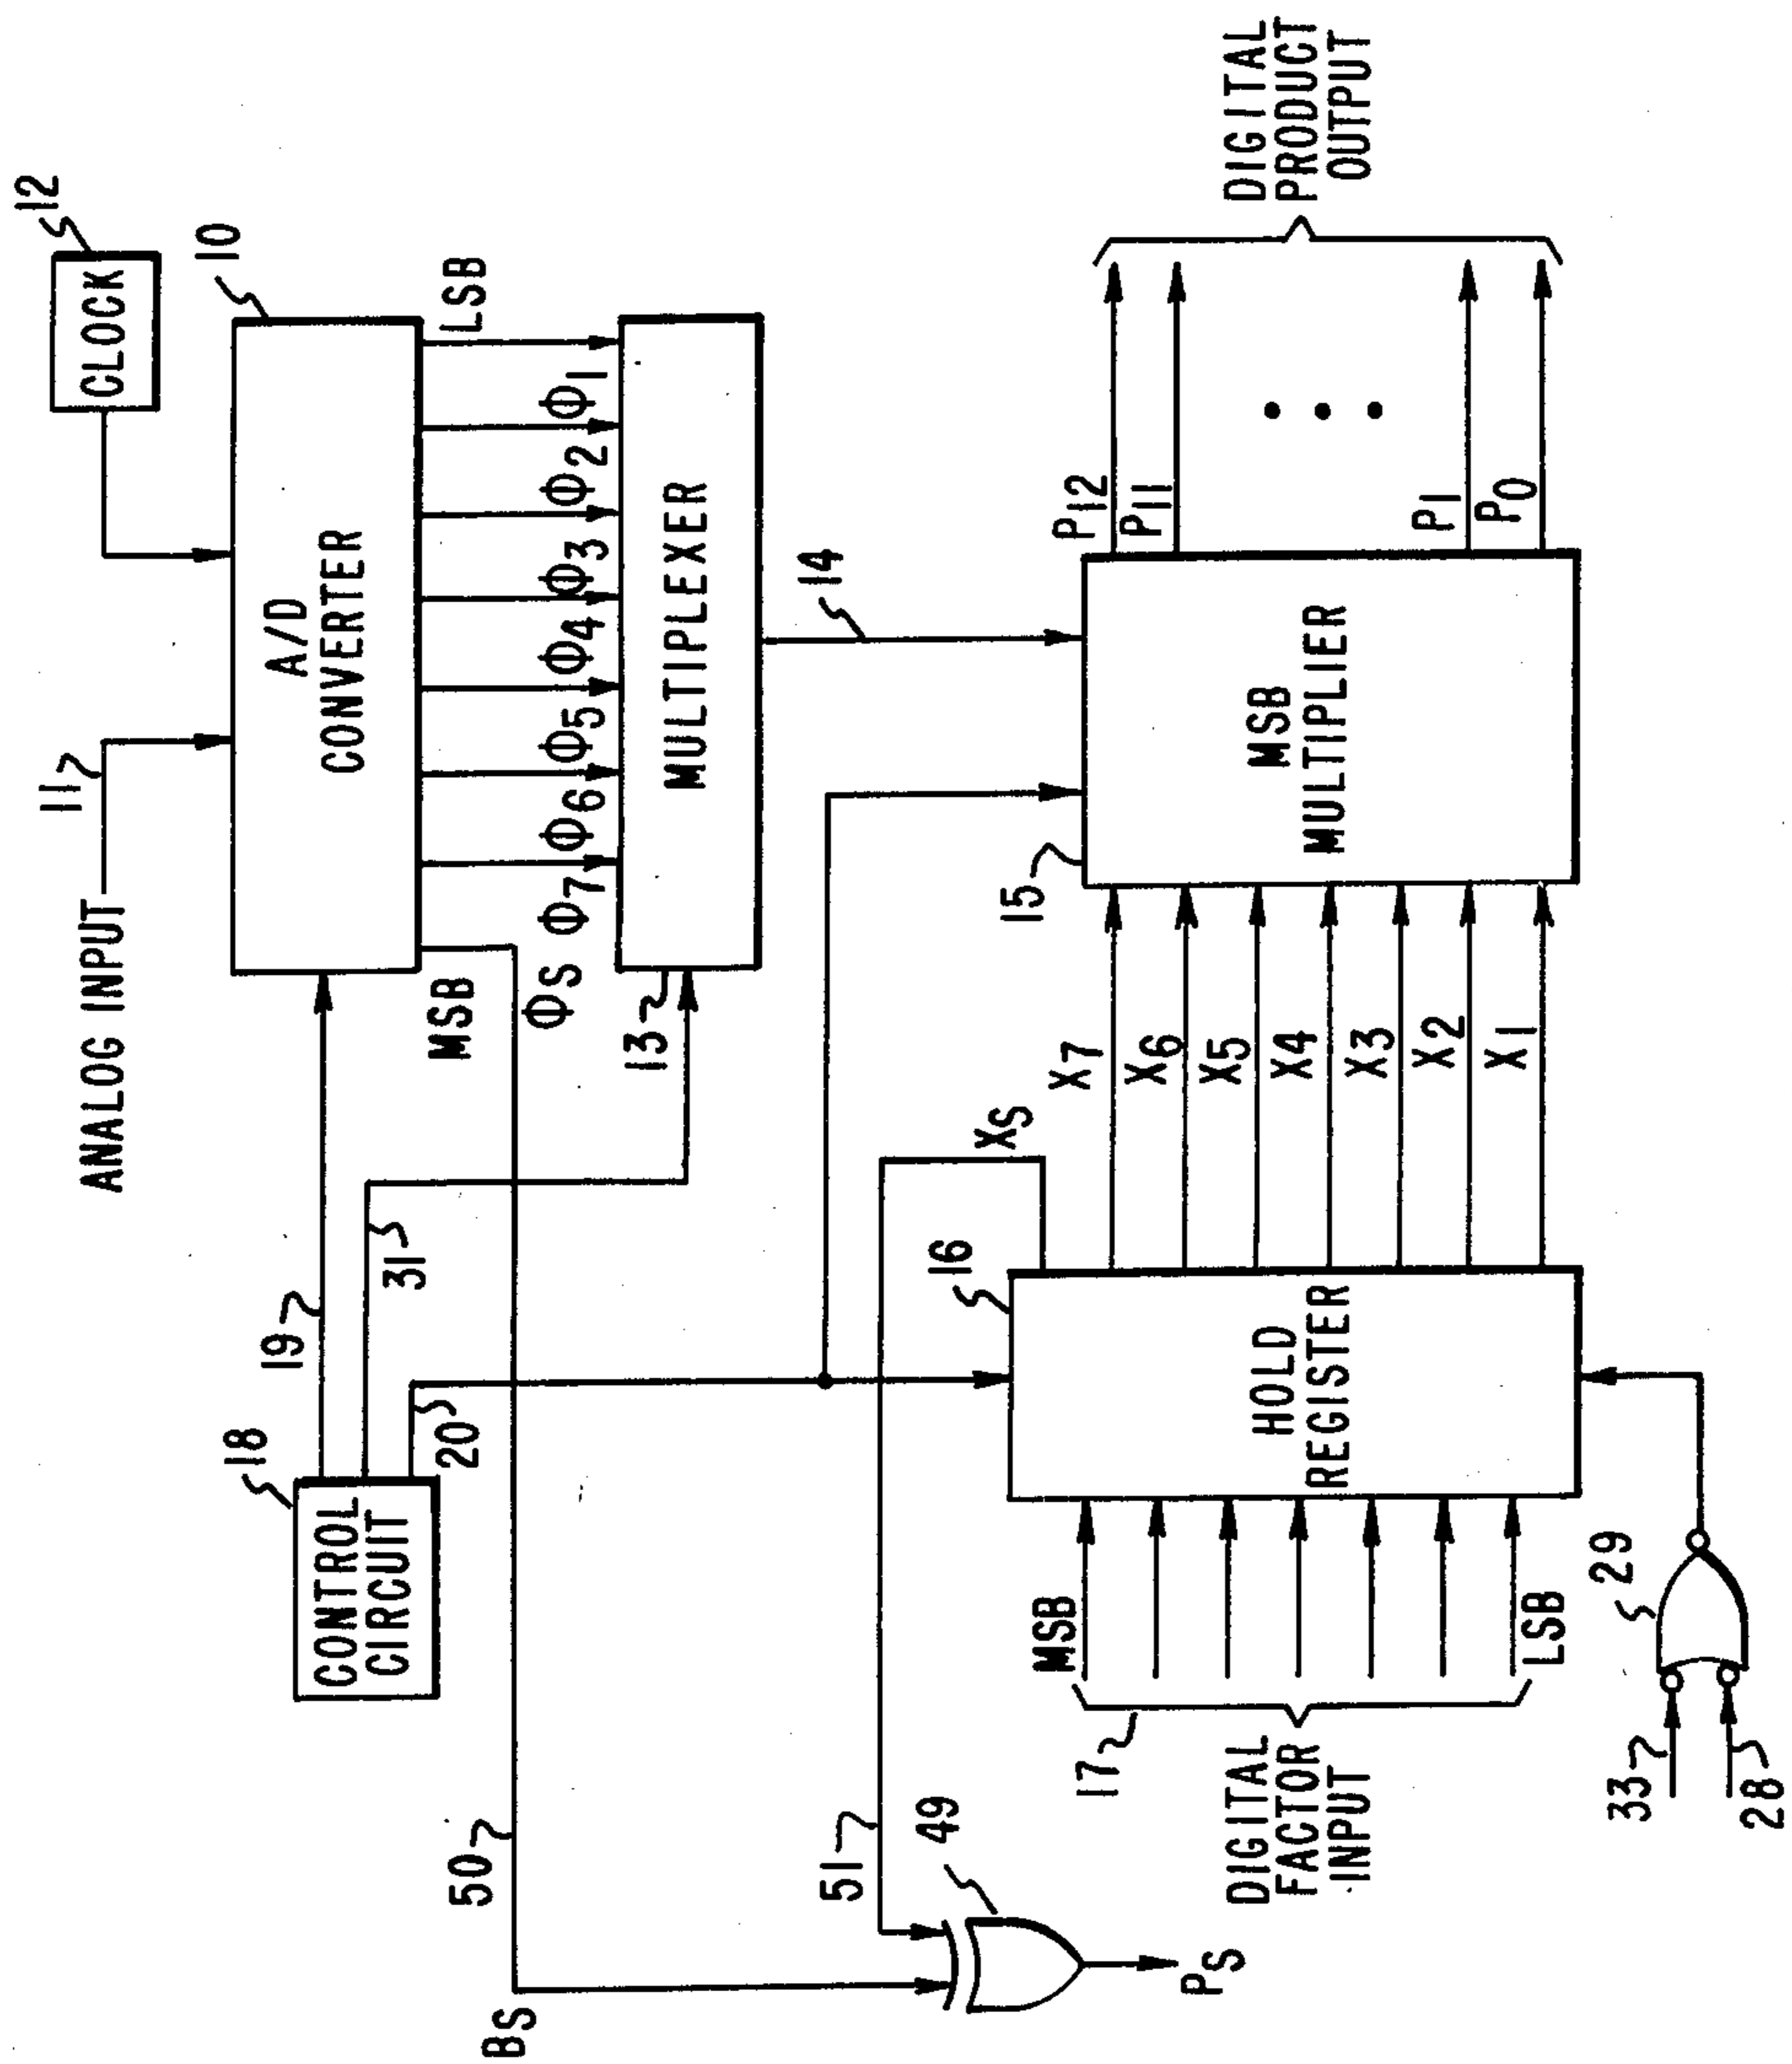 12
CLOCK
10
11
ANALOG INPUT
A/D
CONVERTER
LSB
MSB
Φ1
Φ2
Φ3
Φ4
Φ5
Φ6
Φ7
ΦS
MULTIPLEXER
13
14
18
CONTROL
CIRCUIT
19
31
20
50
BS
51
49
PS
XS
16
HOLD
REGISTER
X7
X6
X5
X4
X3
X2
X1
15
MSB
MULTIPLIER
P12
P11
P1
P0
DIGITAL
PRODUCT
OUTPUT
MSB
LSB
17
DIGITAL
FACTOR
INPUT
29
33
28